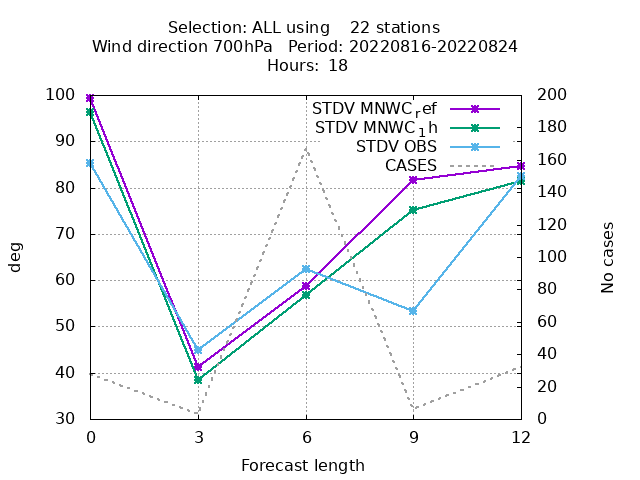 Selection: ALL using    22 stations
Wind direction 700hPa   Period: 20220816-20220824
Hours:  18
100
90
80
70
60
50
40
30
deg
STDV MNWC_ref
STDV MNWC_1h
STDV OBS
CASES
200
180
160
140
120
100
80
60
40
20
0
No cases
0 3 6 9 12
Forecast length